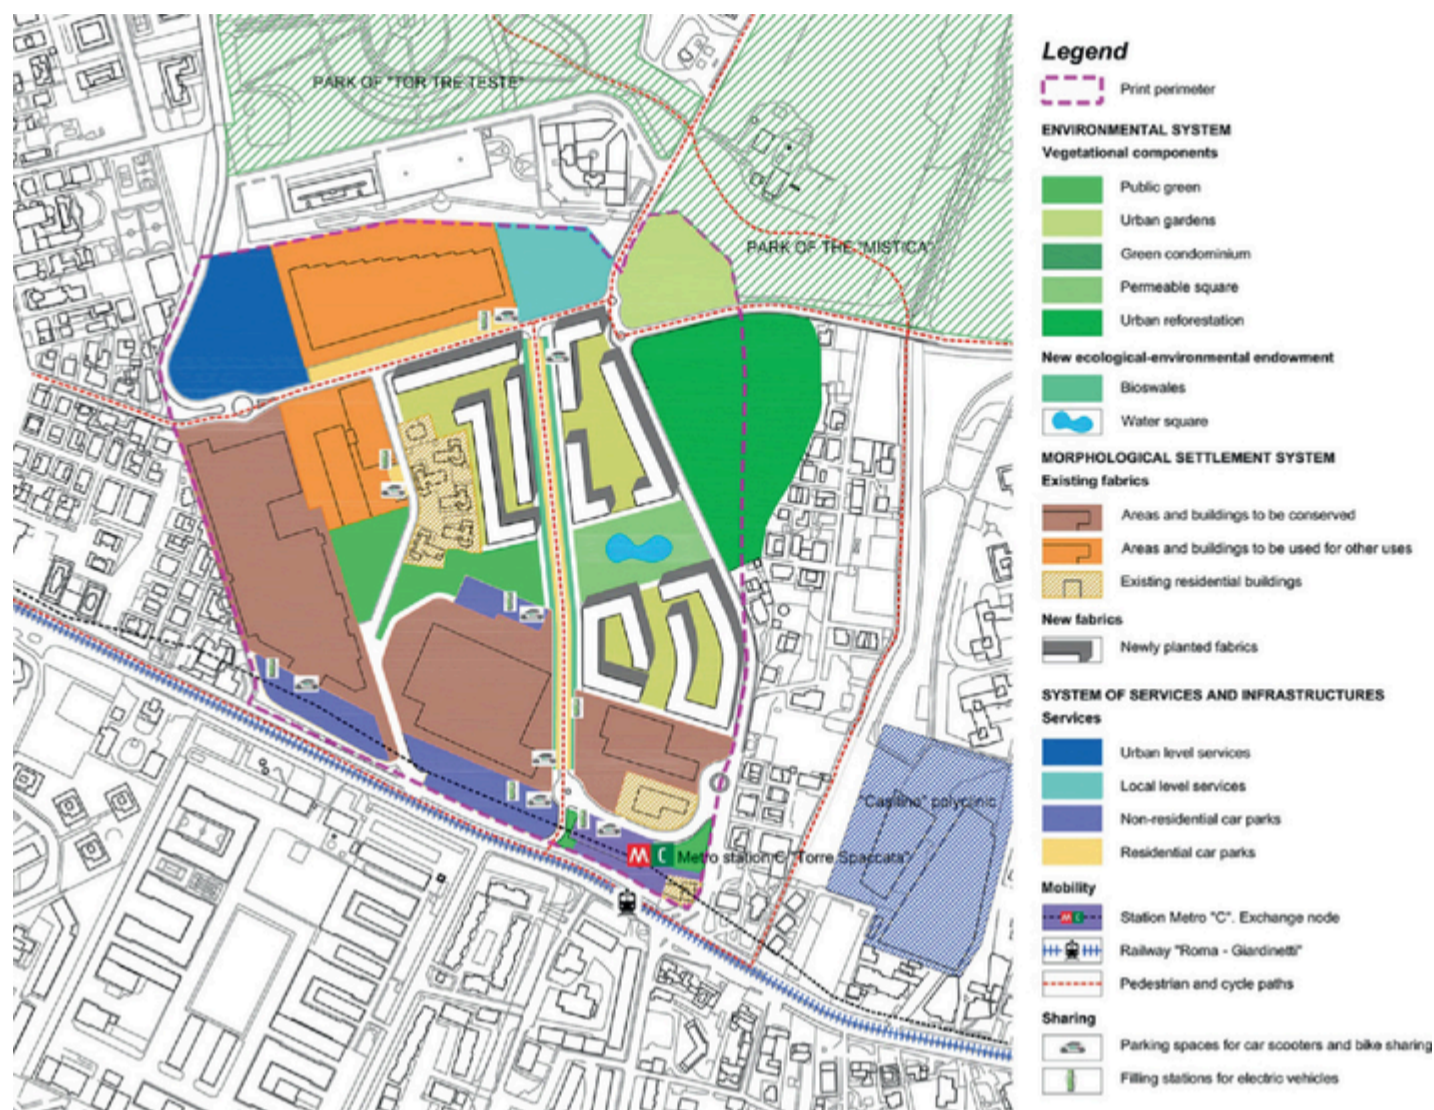 PARK OF "TOR TRE TESTE"
PARK OF THE "MISTICA"
"Casilino" polyclinic
M C Metro station C "Torre Spaccata"
Legend
Print perimeter
ENVIRONMENTAL SYSTEM
Vegetational components
Public green
Urban gardens
Green condominium
Permeable square
Urban reforestation
New ecological-environmental endowment
Bioswales
Water square
MORPHOLOGICAL SETTLEMENT SYSTEM
Existing fabrics
Areas and buildings to be conserved
Areas and buildings to be used for other uses
Existing residential buildings
New fabrics
Newly planted fabrics
SYSTEM OF SERVICES AND INFRASTRUCTURES
Services
Urban level services
Local level services
Non-residential car parks
Residential car parks
Mobility
M C Station Metro "C". Exchange node
Railway "Roma - Giardinetti"
Pedestrian and cycle paths
Sharing
Parking spaces for car scooters and bike sharing
Filling stations for electric vehicles